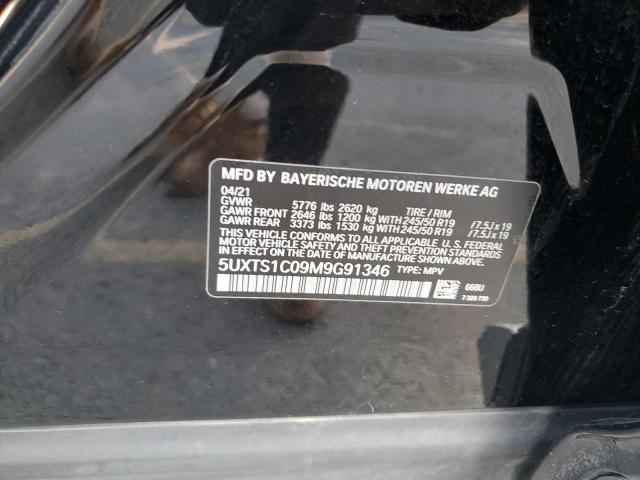 MFD BY BAYERISCHE MOTOREN WERKE AG
04/21
GVWR 5776 lbs 2620 kg TIRE / RIM
GAWR FRONT 2646 lbs 1200 kg WITH 245/50 R19 / 7.5J x 19
GAWR REAR 3373 lbs 1530 kg WITH 245/50 R19 / 7.5J x 19
THIS VEHICLE CONFORMS TO ALL APPLICABLE U.S. FEDERAL
MOTOR VEHICLE SAFETY AND THEFT PREVENTION STANDARDS
IN EFFECT ON THE DATE OF MANUFACTURE SHOWN ABOVE.
5UXTS1C09M9G91346 TYPE: MPV
668U
7 320 730